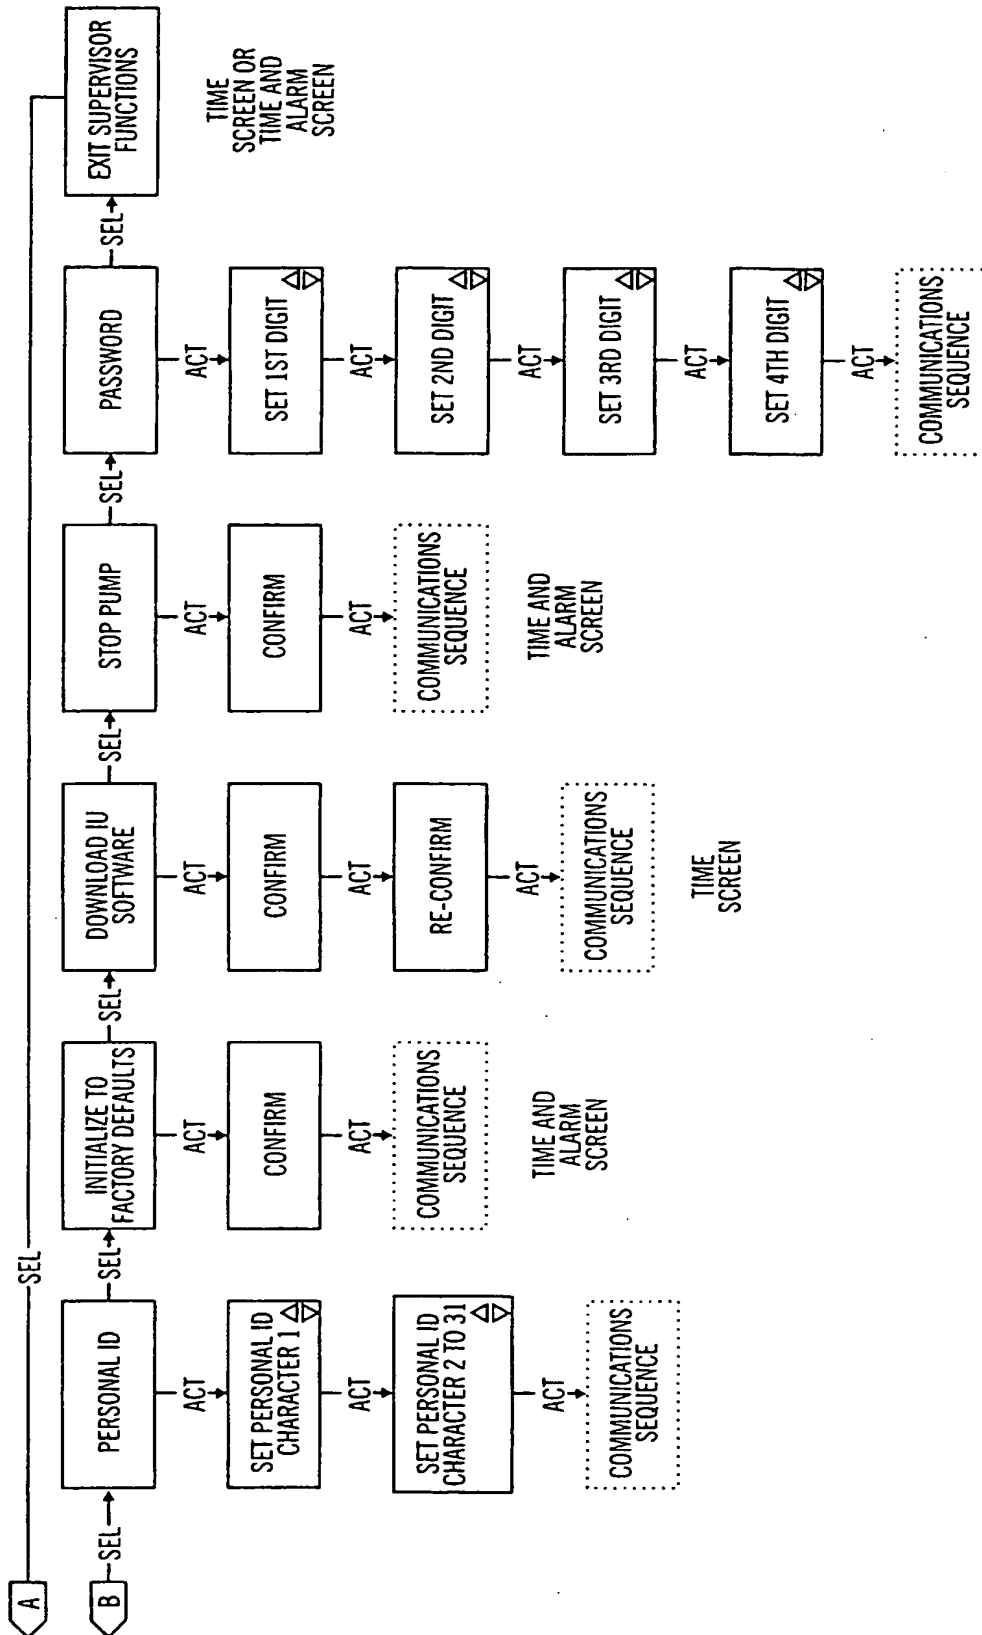 A
SEL
B
SEL
PERSONAL ID
SEL
INITIALIZE TO
FACTORY DEFAULTS
SEL
DOWNLOAD IU
SOFTWARE
SEL
STOP PUMP
SEL
PASSWORD
SEL
EXIT SUPERVISOR
FUNCTIONS
ACT
ACT
ACT
ACT
ACT
TIME
SCREEN OR
TIME AND
ALARM
SCREEN
SET PERSONAL ID
CHARACTER 1
CONFIRM
CONFIRM
CONFIRM
SET 1ST DIGIT
ACT
ACT
ACT
ACT
ACT
SET PERSONAL ID
CHARACTER 2 TO 31
COMMUNICATIONS
SEQUENCE
RE-CONFIRM
COMMUNICATIONS
SEQUENCE
SET 2ND DIGIT
ACT
TIME AND
ALARM
SCREEN
ACT
TIME AND
ALARM
SCREEN
ACT
COMMUNICATIONS
SEQUENCE
COMMUNICATIONS
SEQUENCE
SET 3RD DIGIT
TIME
SCREEN
ACT
SET 4TH DIGIT
ACT
COMMUNICATIONS
SEQUENCE